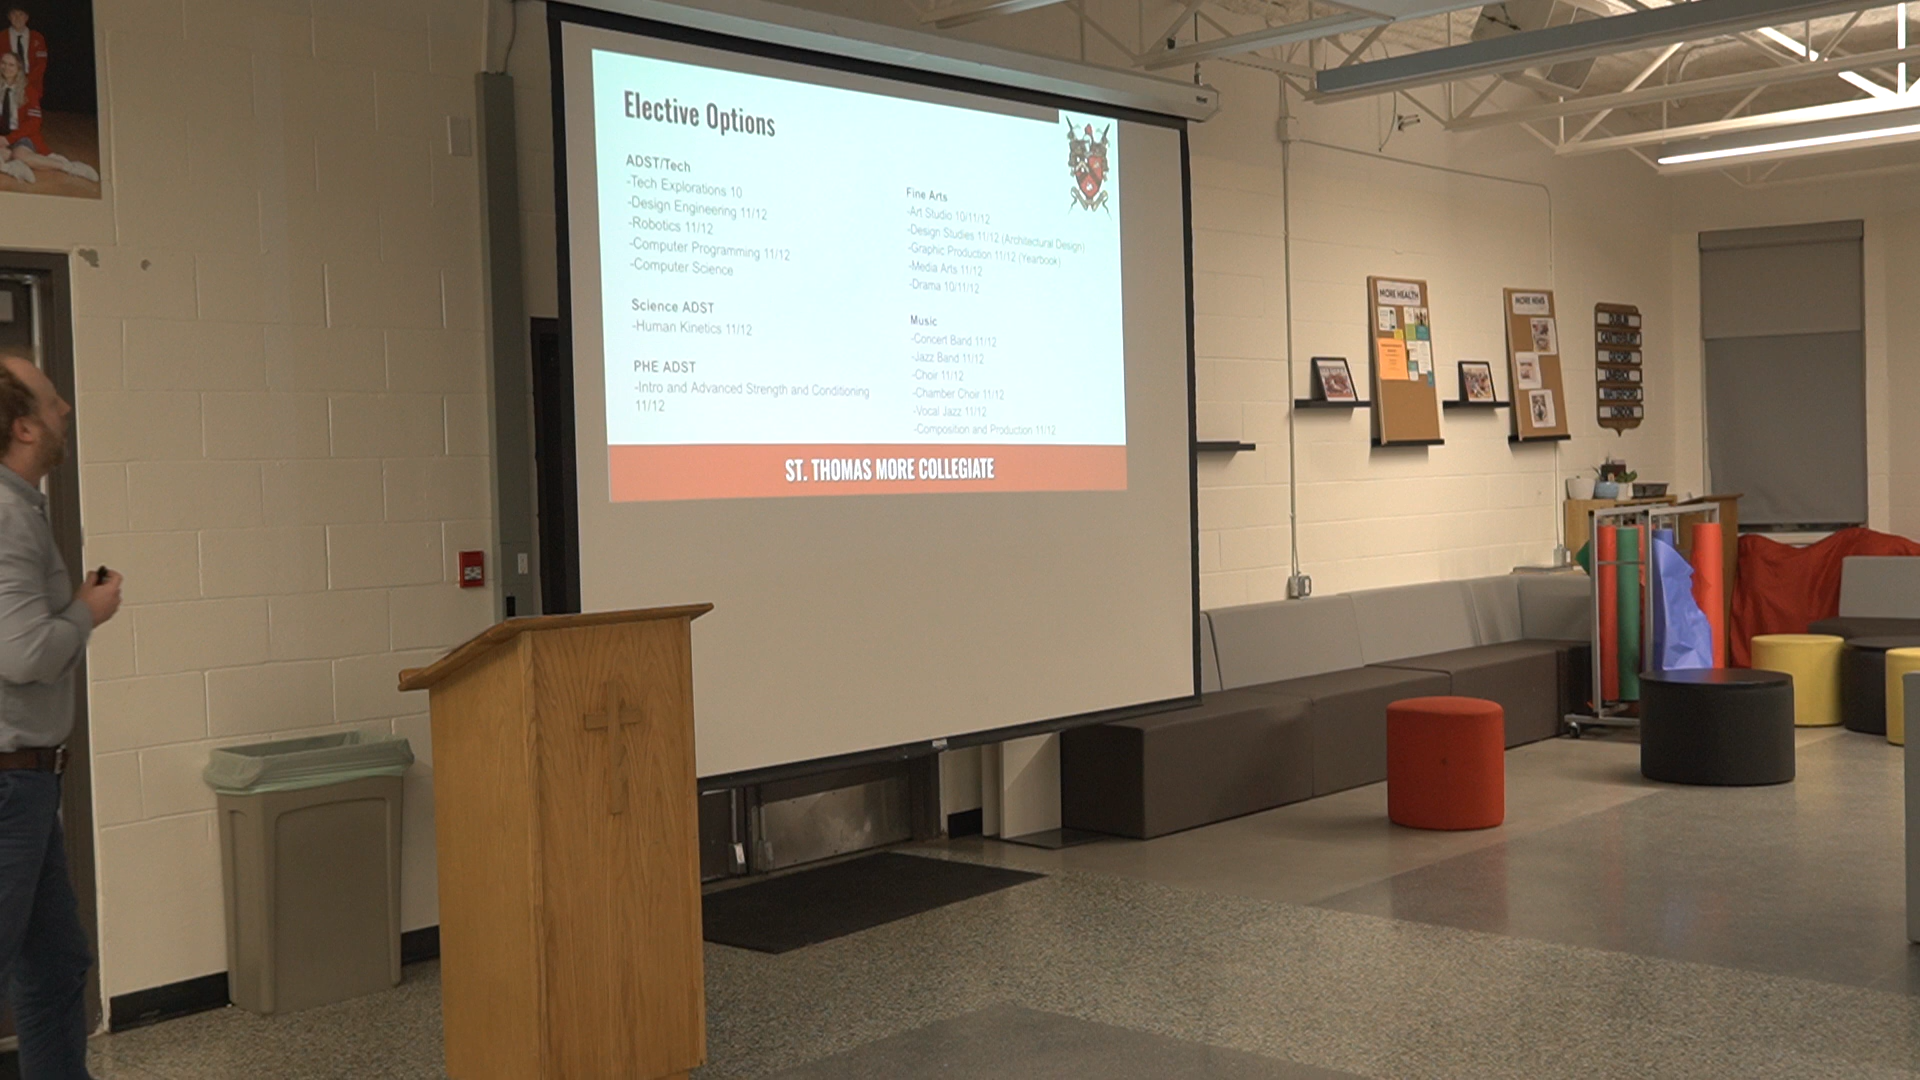 Elective Options
ADST/Tech
-Tech Explorations 10
-Design Engineering 11/12
-Robotics 11/12
-Computer Programming 11/12
-Computer Science
Science ADST
-Human Kinetics 11/12
PHE ADST
-Intro and Advanced Strength and Conditioning
11/12
Fine Arts
-Art Studio 10/11/12
-Design Studies 11/12 (Architectural Design)
-Graphic Production 11/12 (Yearbook)
-Media Arts 11/12
-Drama 10/11/12
Music
-Concert Band 11/12
-Jazz Band 11/12
-Choir 11/12
-Chamber Choir 11/12
-Vocal Jazz 11/12
-Composition and Production 11/12
ST. THOMAS MORE COLLEGIATE
MORE HEALTH
MORE NEWS
DUBLIN
CANTERBURY
OXFORD
LONDON